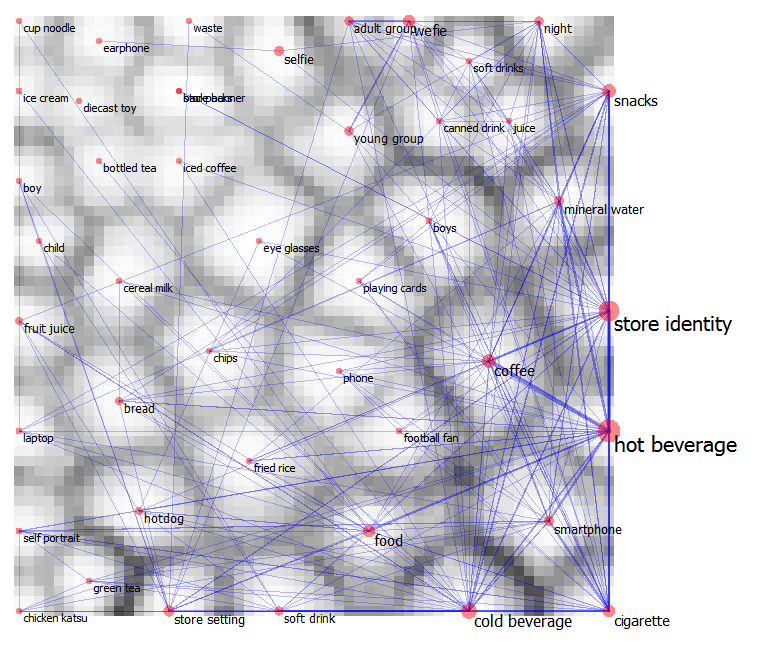 cup noodle
waste
adult group
wefie
night
earphone
selfie
soft drinks
ice cream
diecast toy
snacks
young group
canned drink
juice
bottled tea
iced coffee
boy
mineral water
boys
child
eye glasses
cereal milk
playing cards
fruit juice
store identity
chips
phone
coffee
bread
laptop
football fan
hot beverage
fried rice
hotdog
self portrait
food
smartphone
green tea
chicken katsu
store setting
soft drink
cold beverage
cigarette